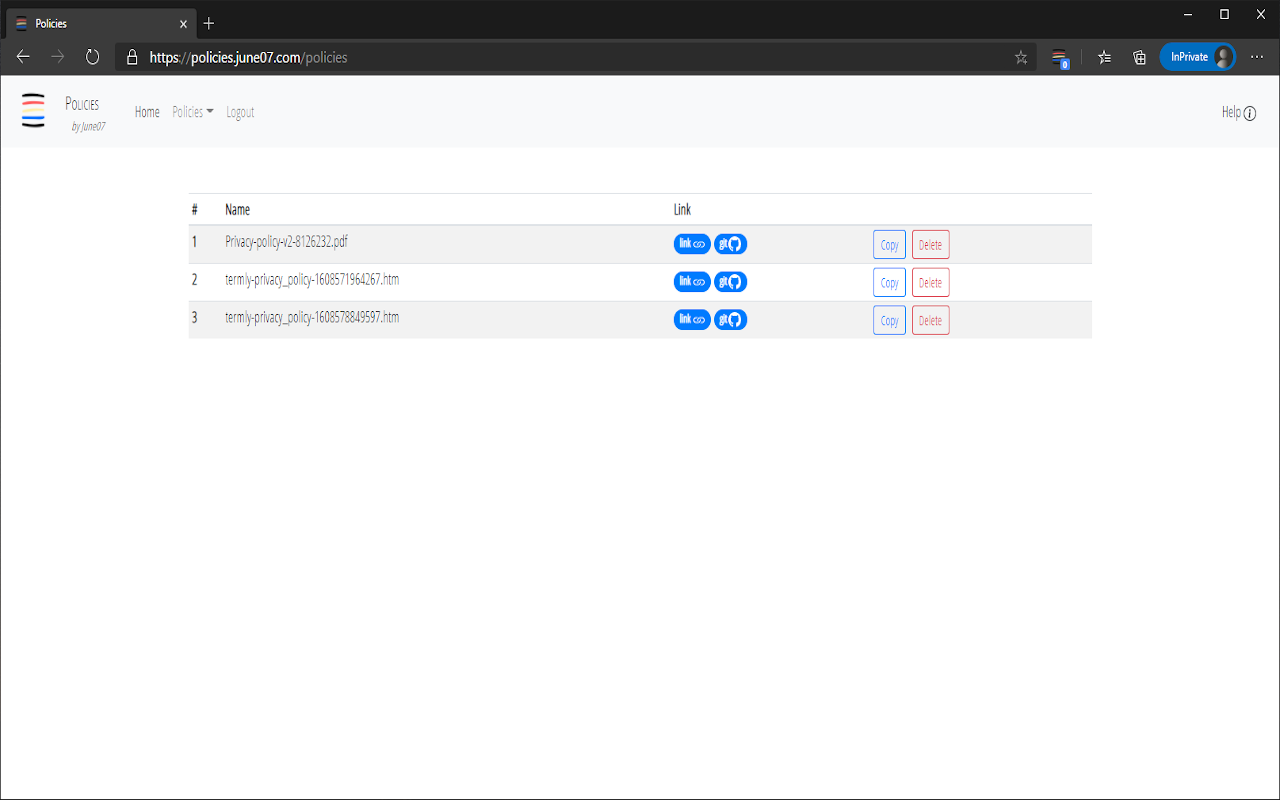 Policies
https://policies.june07.com/policies
0
InPrivate
Policies
by June07
Home Policies Logout
Help
# Name Link
1 Privacy-policy-v2-8126232.pdf link git Copy Delete
2 termly-privacy_policy-1608571964267.htm link git Copy Delete
3 termly-privacy_policy-1608578849597.htm link git Copy Delete